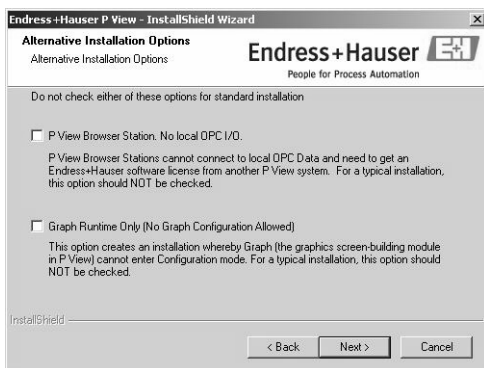 Endress+Hauser P View - InstallShield Wizard
Alternative Installation Options
Alternative Installation Options
Endress+Hauser EH
People for Process Automation
Do not check either of these options for standard installation
P View Browser Station. No local OPC I/O.
P View Browser Stations cannot connect to local OPC Data and need to get an
Endress+Hauser software license from another P View system. For a typical installation,
this option should NOT be checked.
Graph Runtime Only (No Graph Configuration Allowed)
This option creates an installation whereby Graph (the graphics screen-building module
in P View) cannot enter Configuration mode. For a typical installation, this option should
NOT be checked.
InstallShield
< Back
Next >
Cancel